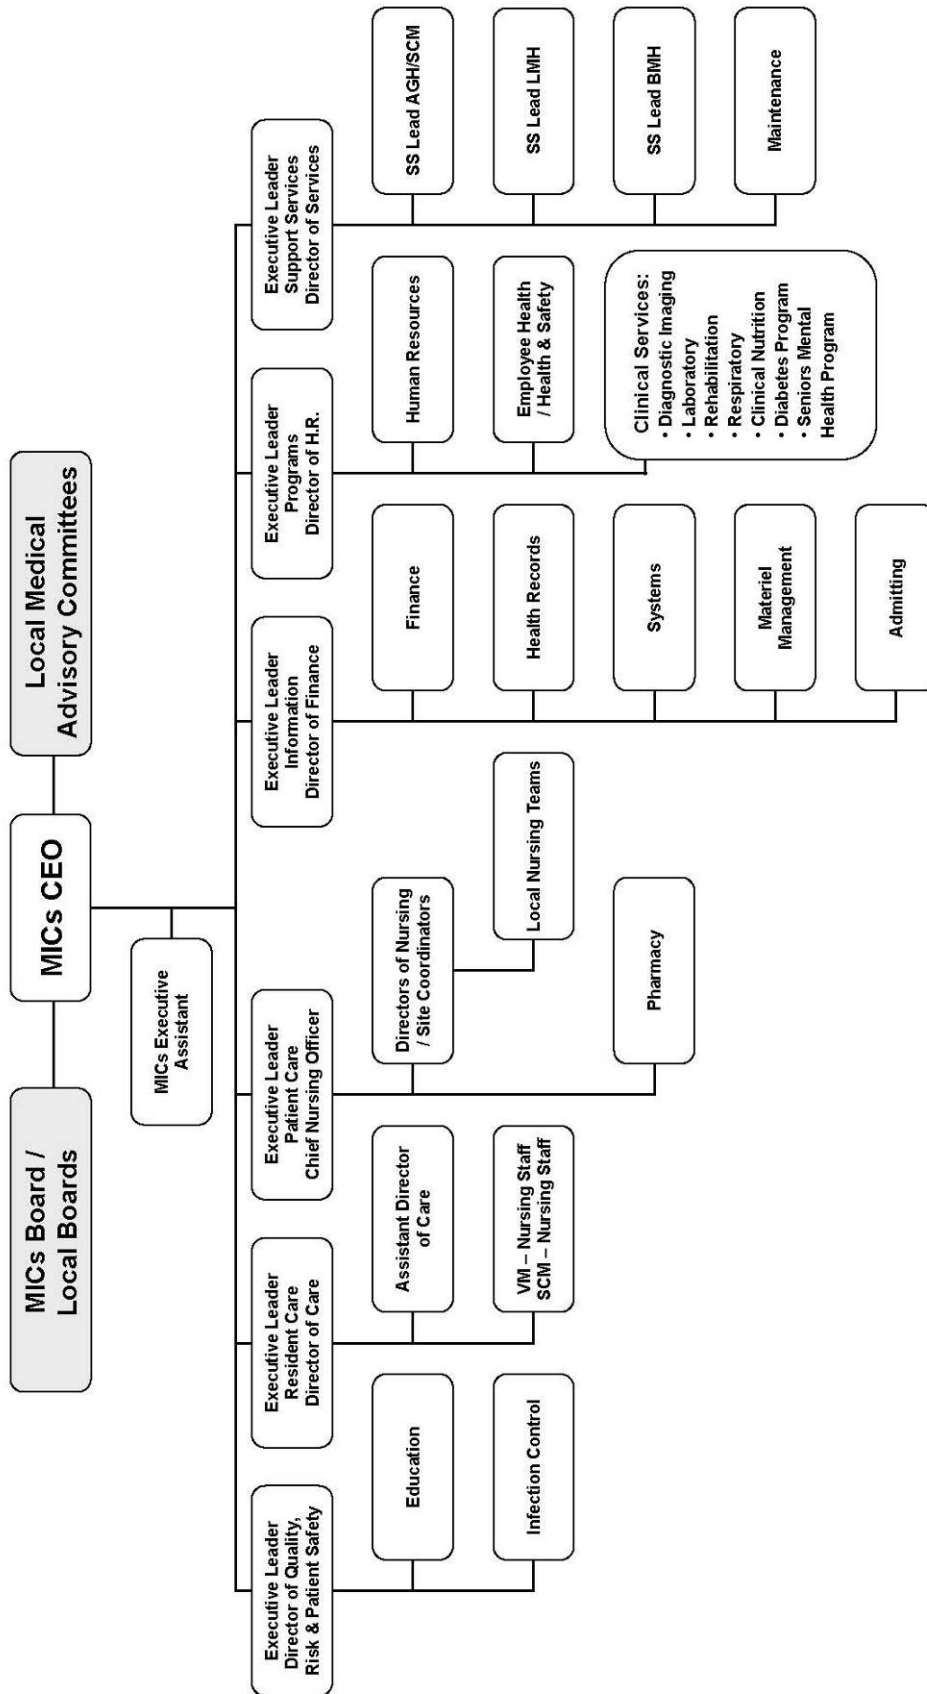 MICs Board /
Local Boards
MICs CEO
Local Medical
Advisory Committees
MICs Executive
Assistant
Executive Leader
Director of Quality,
Risk & Patient Safety
Education
Infection Control
Executive Leader
Resident Care
Director of Care
Assistant Director
of Care
VM – Nursing Staff
SCM – Nursing Staff
Executive Leader
Patient Care
Chief Nursing Officer
Directors of Nursing
/ Site Coordinators
Local Nursing Teams
Pharmacy
Executive Leader
Information
Director of Finance
Finance
Health Records
Systems
Materiel
Management
Admitting
Executive Leader
Programs
Director of H.R.
Human Resources
Employee Health
/ Health & Safety
Clinical Services:
• Diagnostic Imaging
• Laboratory
• Rehabilitation
• Respiratory
• Clinical Nutrition
• Diabetes Program
• Seniors Mental
Health Program
Executive Leader
Support Services
Director of Services
SS Lead AGH/SCM
SS Lead LMH
SS Lead BMH
Maintenance